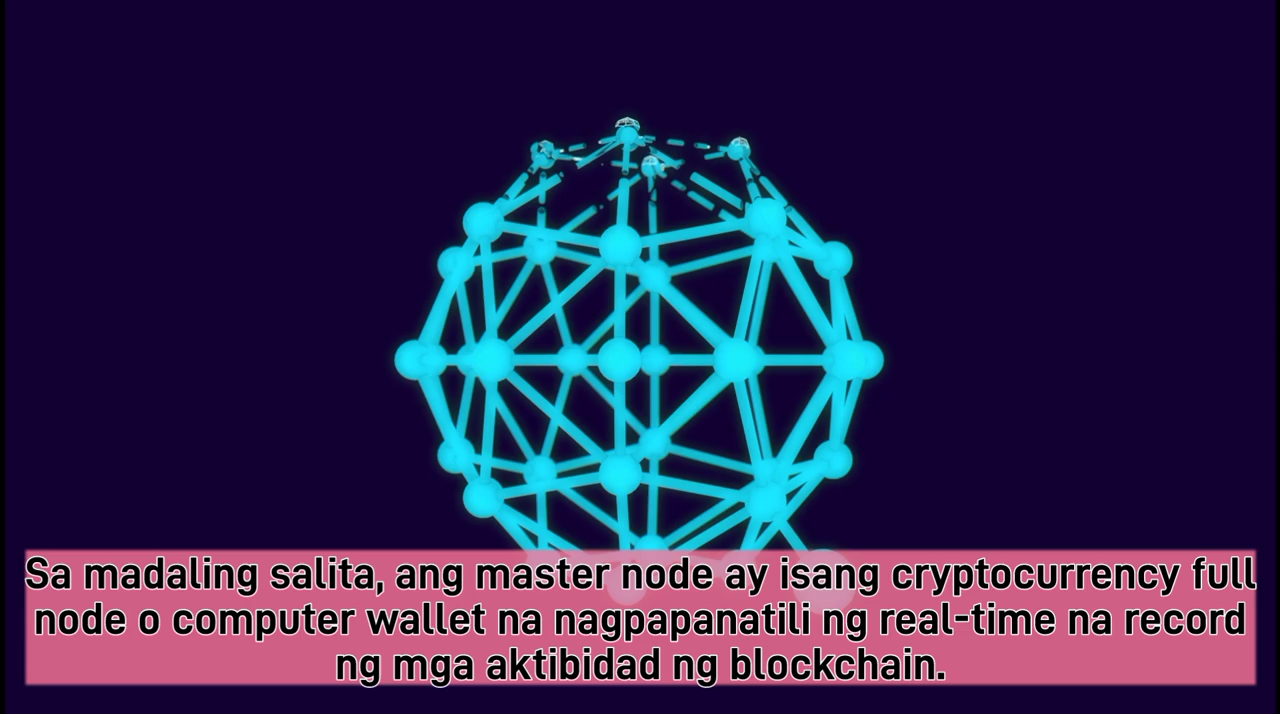 Sa madaling salita, ang master node ay isang cryptocurrency full
node o computer wallet na nagpapanatili ng real-time na record
ng mga aktibidad ng blockchain.